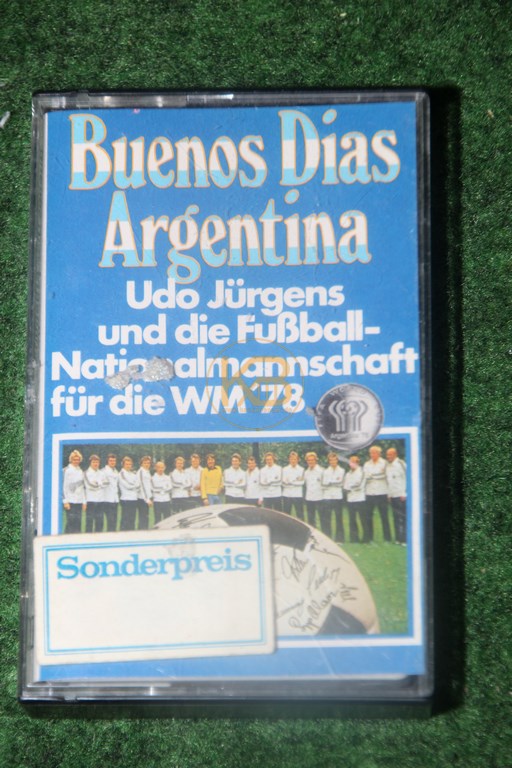 Buenos Dias
Argentina
Udo Jürgens
und die Fußball-
Nationalmannschaft
für die WM '78
Sonderpreis